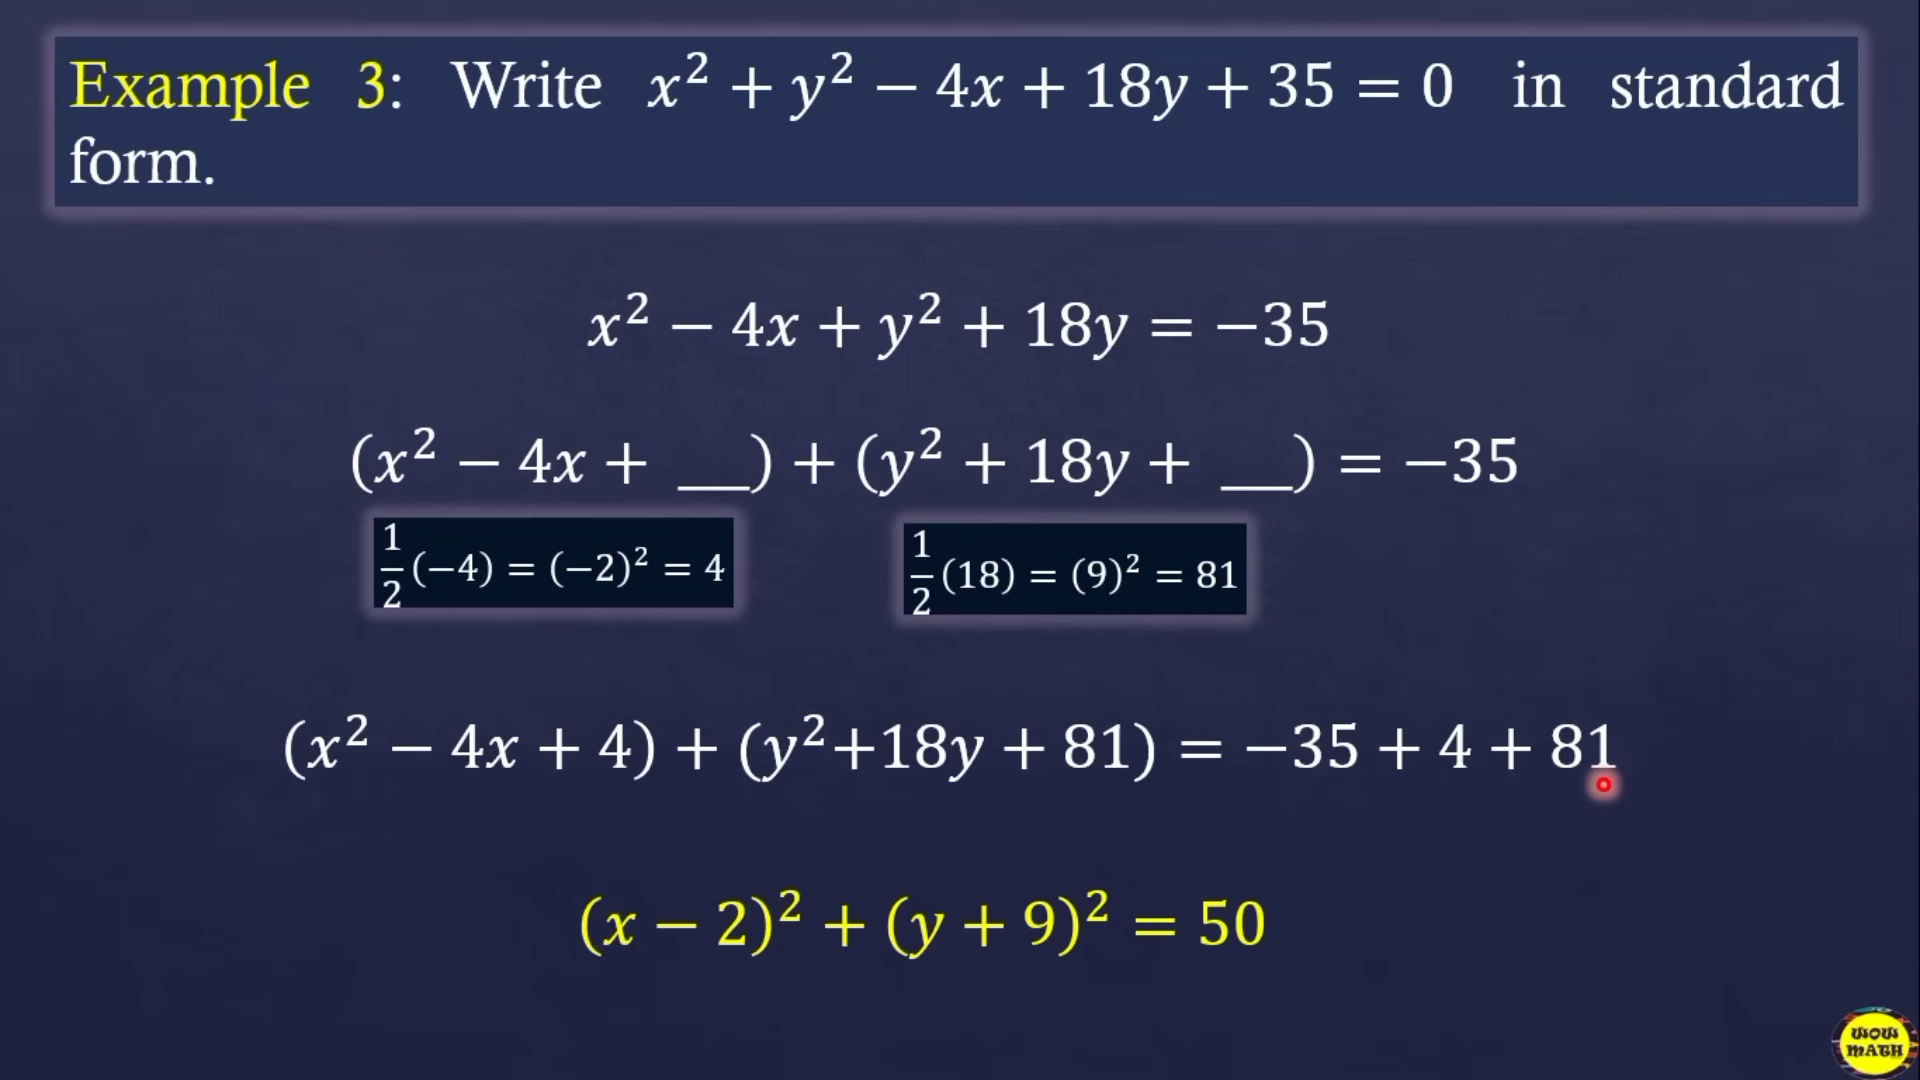 Example 3: Write x² + y² − 4x + 18y + 35 = 0 in standard
form.
x² − 4x + y² + 18y = −35
(x² − 4x + __) + (y² + 18y + __) = −35
1/2 (−4) = (−2)² = 4
1/2 (18) = (9)² = 81
(x² − 4x + 4) + (y²+18y + 81) = −35 + 4 + 81
(x − 2)² + (y + 9)² = 50
WOW
MATH